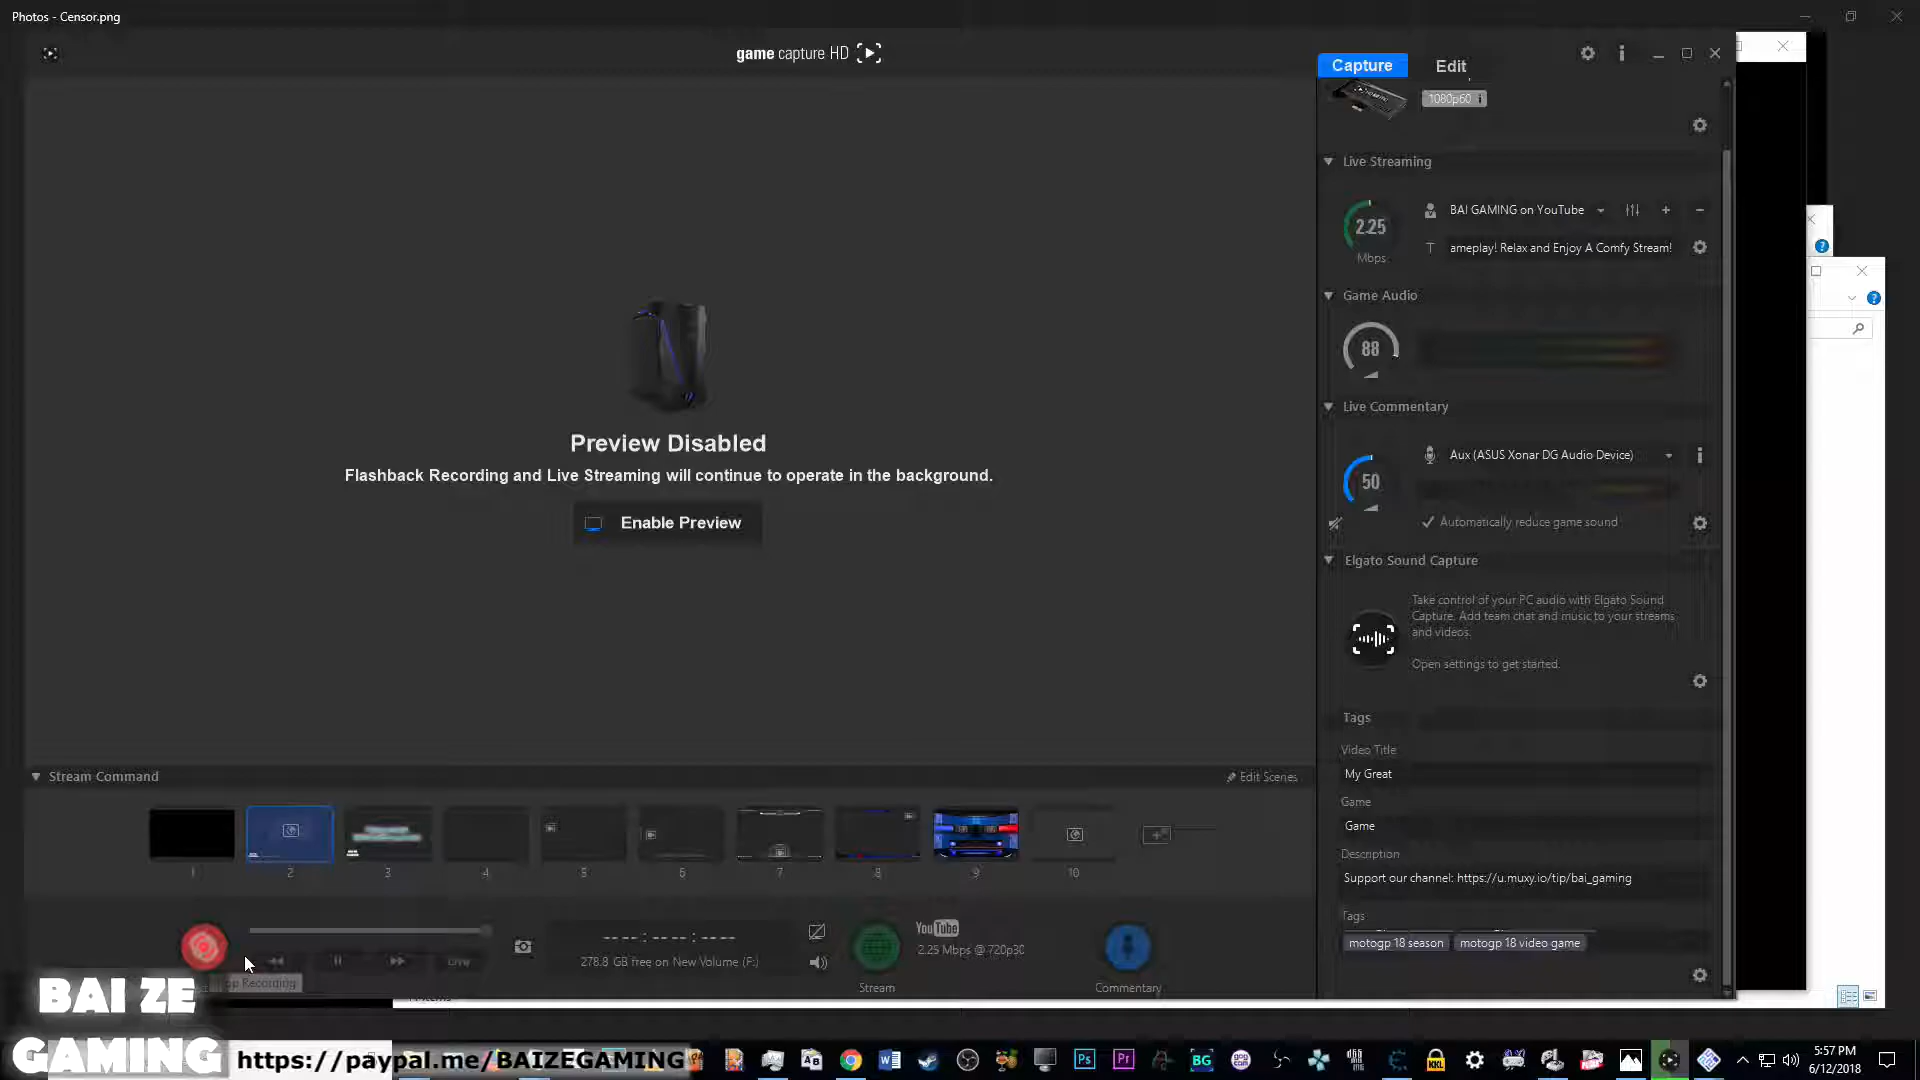 Photos - Censor.png
game capture HD
Capture
Edit
1080p60 i
Live Streaming
2.25
Mbps
BAI GAMING on YouTube
ameplay! Relax and Enjoy A Comfy Stream!
Game Audio
88
Live Commentary
Aux (ASUS Xonar DG Audio Device)
50
Automatically reduce game sound
Elgato Sound Capture
Take control of your PC audio with Elgato Sound
Capture. Add team chat and music to your streams
and videos.
Open settings to get started.
Preview Disabled
Flashback Recording and Live Streaming will continue to operate in the background.
Enable Preview
Tags
Video Title
My Great
Game
Game
Description
Support our channel: https://u.muxy.io/tip/bai_gaming
Tags
motogp 18 season
motogp 18 video game
Stream Command
Edit Scenes
1
2
3
4
5
6
7
8
9
10
278.8 GB free on New Volume (F:)
YouTube
2.25 Mbps @ 720p30
Live
Recording
Stream
Commentary
BAI ZE
GAMING
https://paypal.me/BAIZEGAMING
5:57 PM
6/12/2018